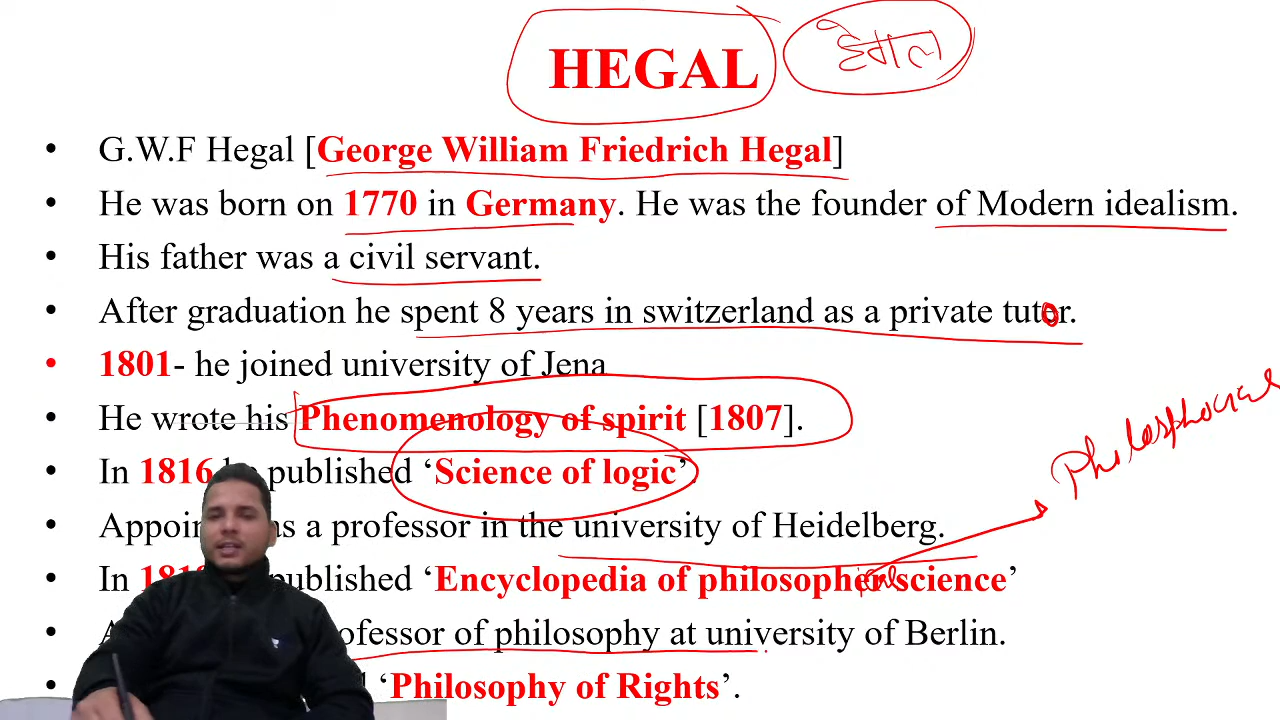 HEGAL हेगल
• G.W.F Hegal [George William Friedrich Hegal]
• He was born on 1770 in Germany. He was the founder of Modern idealism.
• His father was a civil servant.
• After graduation he spent 8 years in switzerland as a private tutor.
• 1801- he joined university of Jena
• He wrote his Phenomenology of spirit [1807].
• In 1816 he published ‘Science of logic’.
• as a professor in the university of Heidelberg.
• In published ‘Encyclopedia of philosopher science’
• professor of philosophy at university of Berlin.
• ‘Philosophy of Rights’.